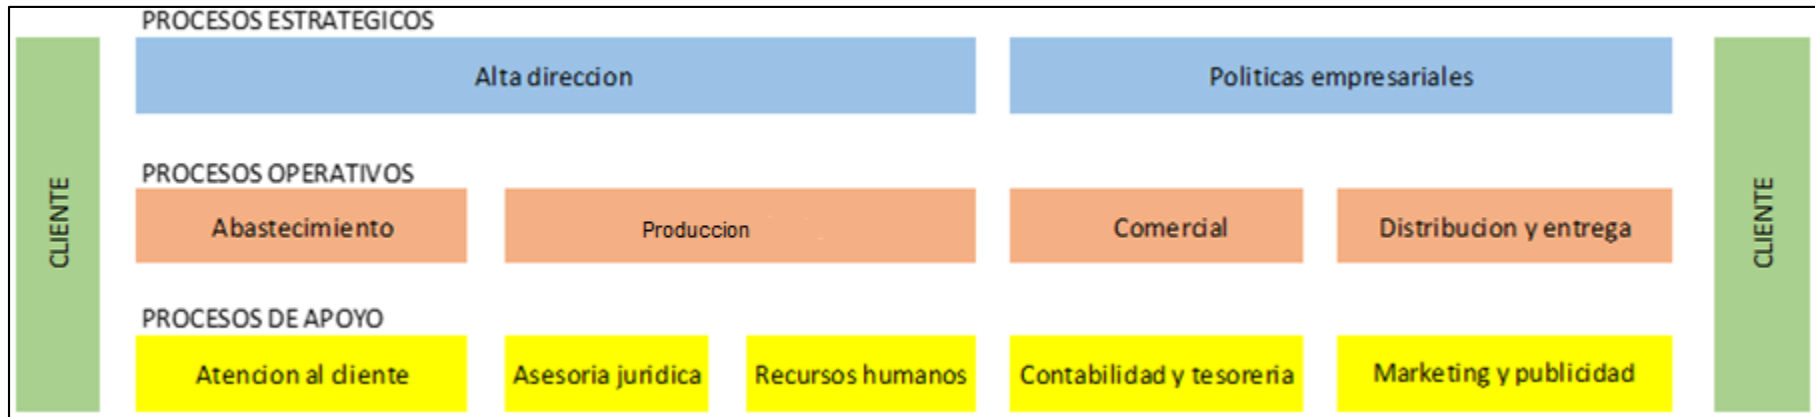 PROCESOS ESTRATEGICOS
CLIENTE
Alta direccion
Politicas empresariales
CLIENTE
PROCESOS OPERATIVOS
Abastecimiento
Produccion
Comercial
Distribucion y entrega
PROCESOS DE APOYO
Atencion al cliente
Asesoria juridica
Recursos humanos
Contabilidad y tesoreria
Marketing y publicidad